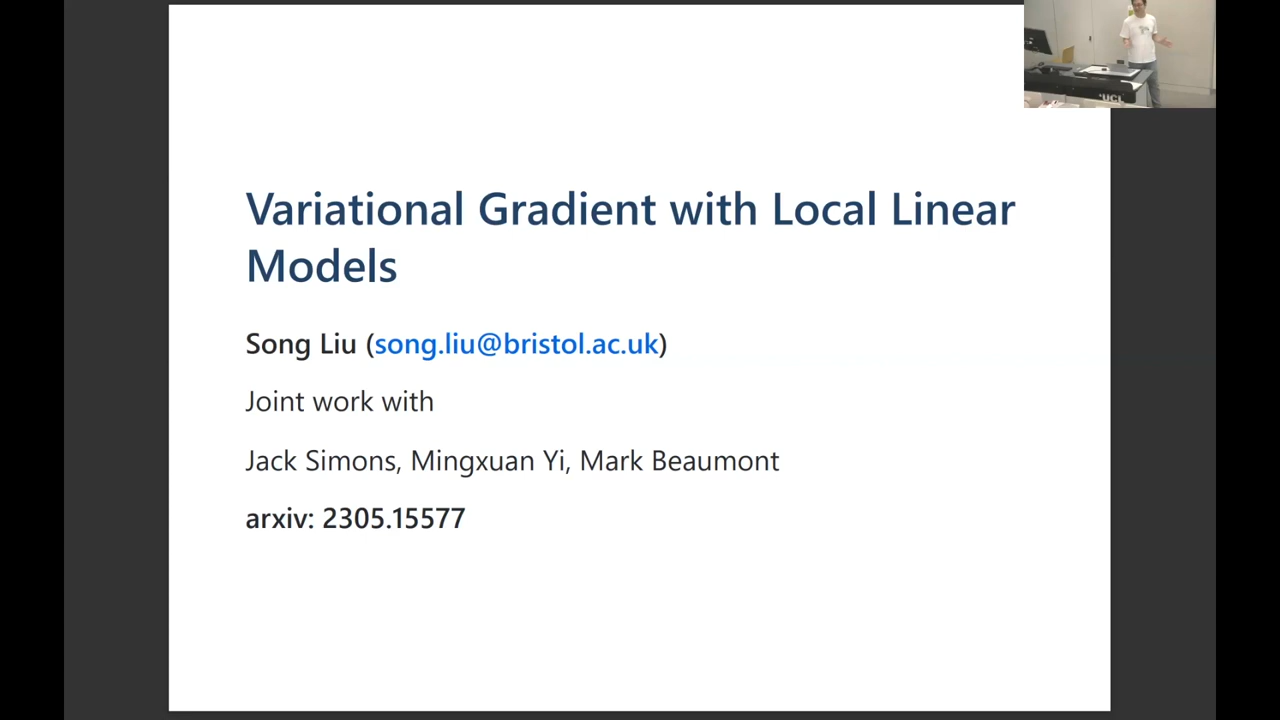 UCL
Variational Gradient with Local Linear
Models
Song Liu (song.liu@bristol.ac.uk)
Joint work with
Jack Simons, Mingxuan Yi, Mark Beaumont
arxiv: 2305.15577